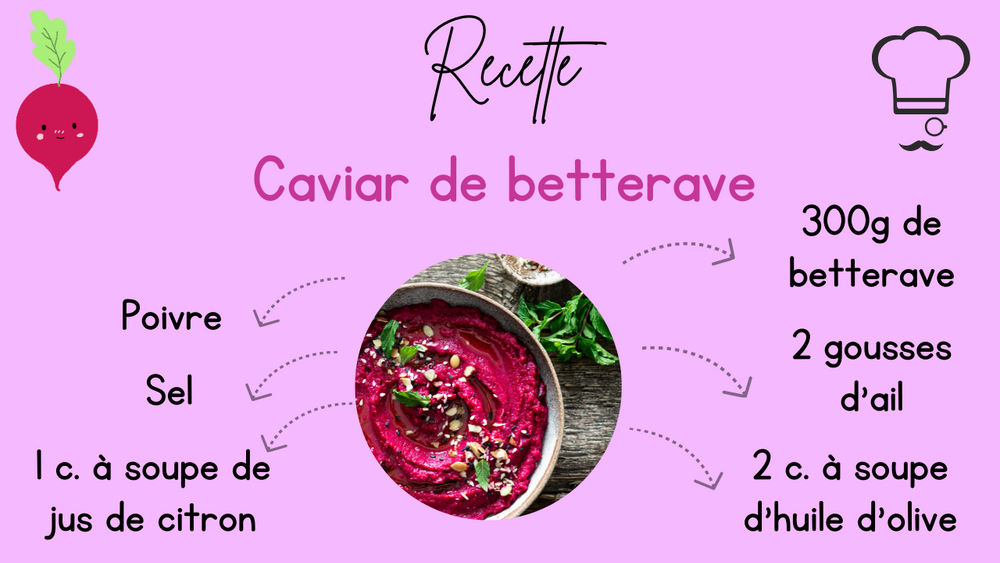 Recette
Caviar de betterave
300g de
betterave
2 gousses
d'ail
2 c. à soupe
d'huile d'olive
Poivre
Sel
1 c. à soupe de
jus de citron